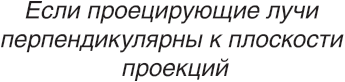 Если проецирующие лучи
перпендикулярны к плоскости
проекций